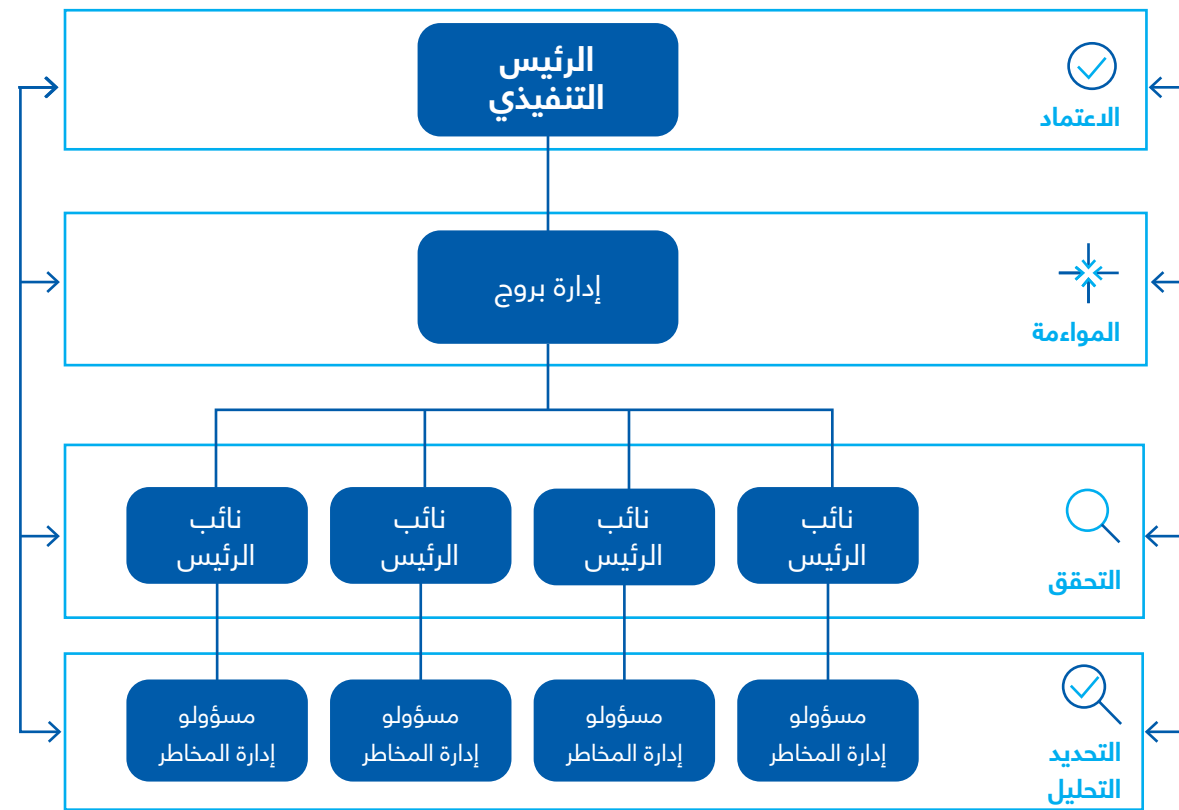 الرئيس
التنفيذي
الاعتماد
إدارة بروج
المواءمة
نائب
الرئيس
نائب
الرئيس
نائب
الرئيس
نائب
الرئيس
التحقق
مسؤولو
إدارة المخاطر
مسؤولو
إدارة المخاطر
مسؤولو
إدارة المخاطر
مسؤولو
إدارة المخاطر
التحديد
التحليل